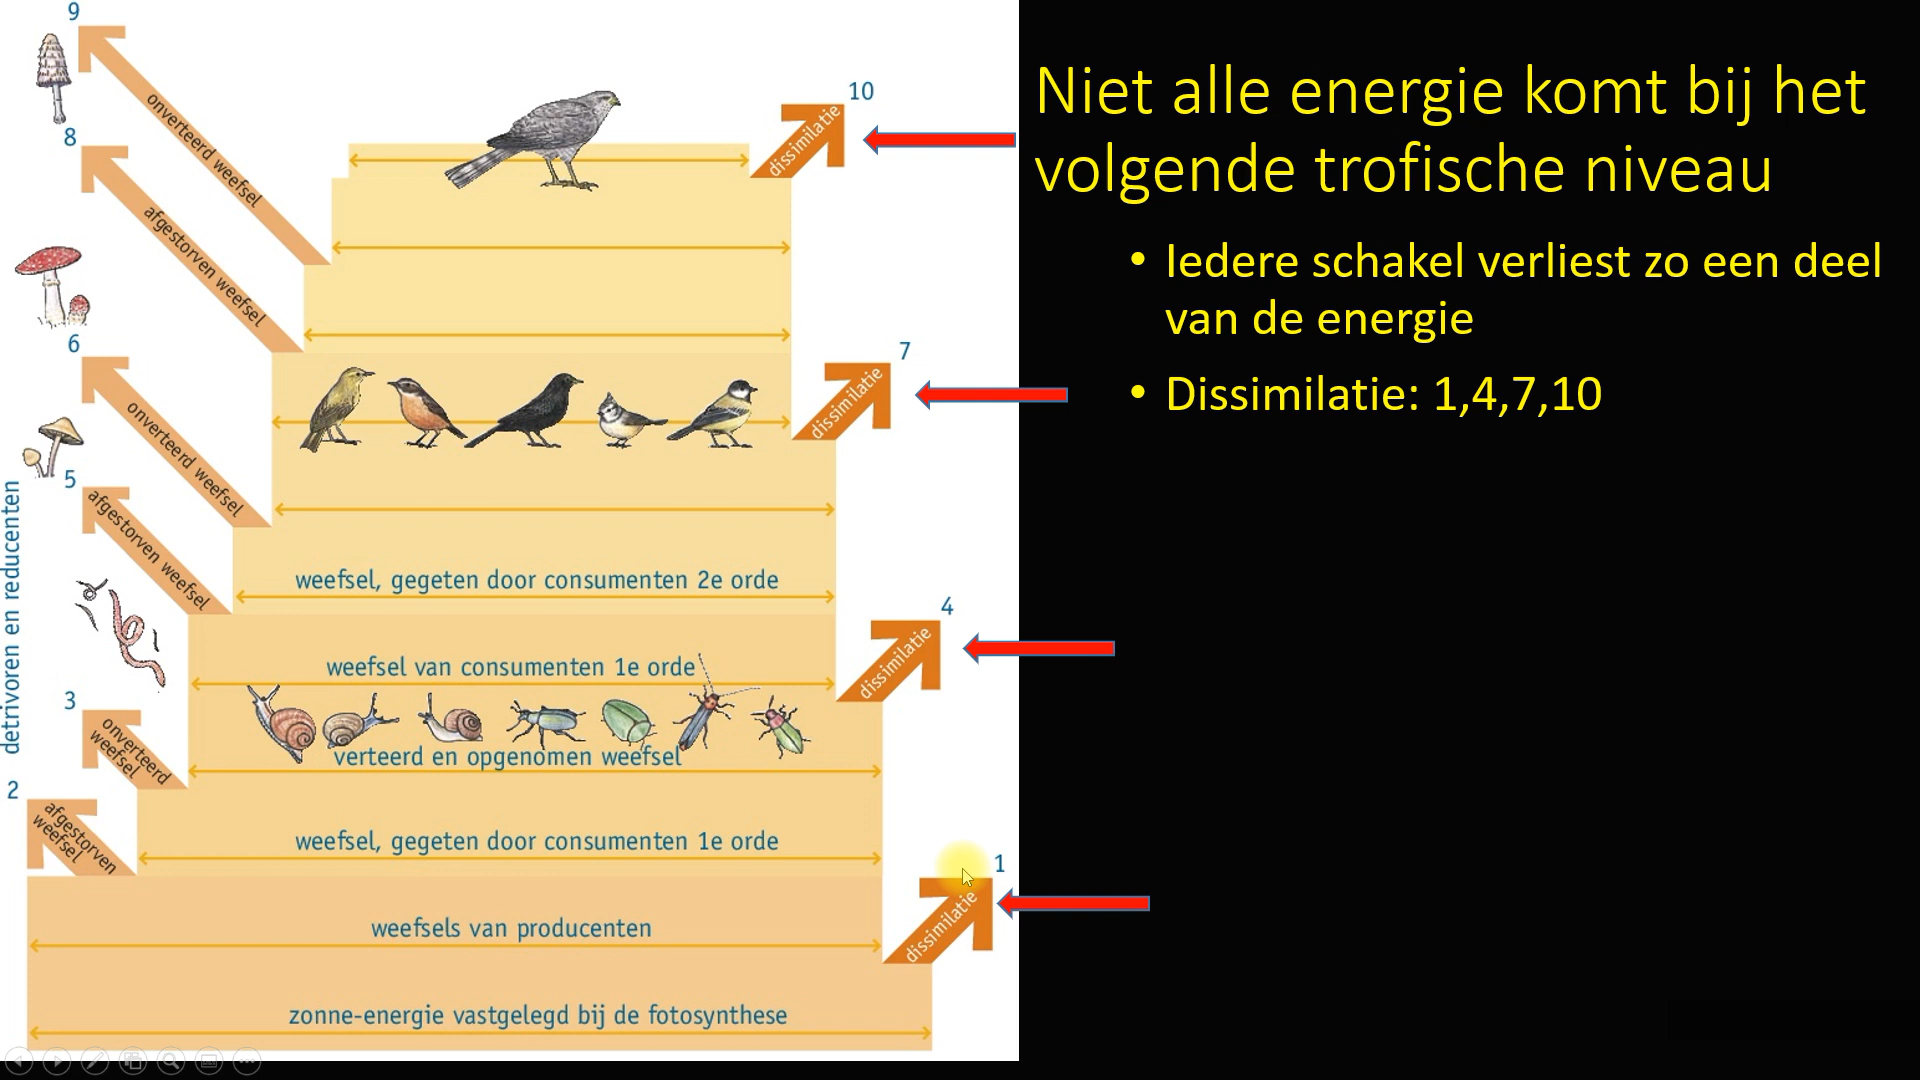 Niet alle energie komt bij het
volgende trofische niveau
• Iedere schakel verliest zo een deel
van de energie
• Dissimilatie: 1,4,7,10
9
onverteerd weefsel
10
dissimilatie
8
afgestorven weefsel
6
onverteerd weefsel
7
dissimilatie
5
afgestorven weefsel
weefsel, gegeten door consumenten 2e orde
4
dissimilatie
weefsel van consumenten 1e orde
3
onverteerd
weefsel
verteerd en opgenomen weefsel
2
afgestorven
weefsel
weefsel, gegeten door consumenten 1e orde
1
dissimilatie
weefsels van producenten
zonne-energie vastgelegd bij de fotosynthese
detrivoren en reducenten